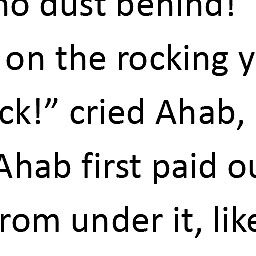 no dust behind!
on the rocking y
ck!” cried Ahab,
Ahab first paid ou
rom under it, like